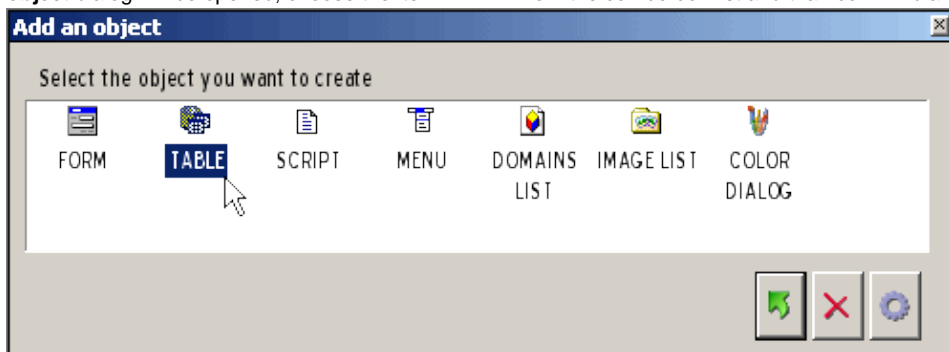 Add an object
Select the object you want to create
FORM TABLE SCRIPT MENU DOMAINS LIST IMAGE LIST COLOR DIALOG